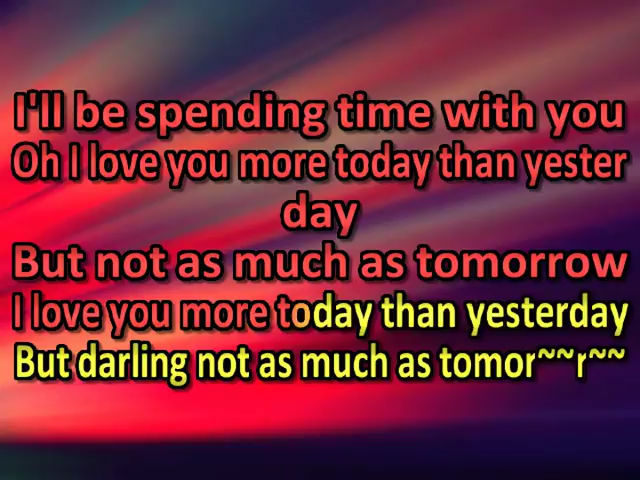 I'll be spending time with you
Oh I love you more today than yester
day
But not as much as tomorrow
I love you more today than yesterday
But darling not as much as tomor~~r~~